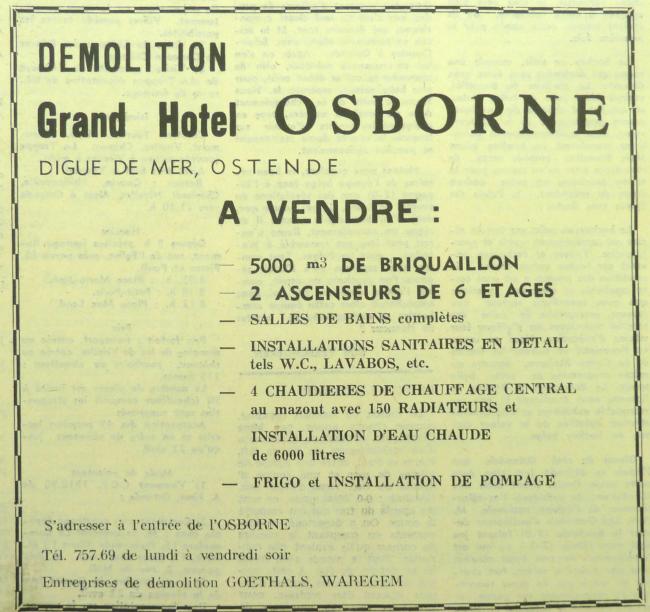 DEMOLITION
Grand Hotel OSBORNE
DIGUE DE MER, OSTENDE
A VENDRE :
— 5000 m3 DE BRIQUAILLON
— 2 ASCENSEURS DE 6 ETAGES
— SALLES DE BAINS complètes
— INSTALLATIONS SANITAIRES EN DETAIL
tels W.C., LAVABOS, etc.
— 4 CHAUDIERES DE CHAUFFAGE CENTRAL
au mazout avec 150 RADIATEURS et
INSTALLATION D'EAU CHAUDE
de 6000 litres
— FRIGO et INSTALLATION DE POMPAGE
S'adresser à l'entrée de l'OSBORNE
Tél. 757.69 de lundi à vendredi soir
Entreprises de démolition GOETHALS, WAREGEM